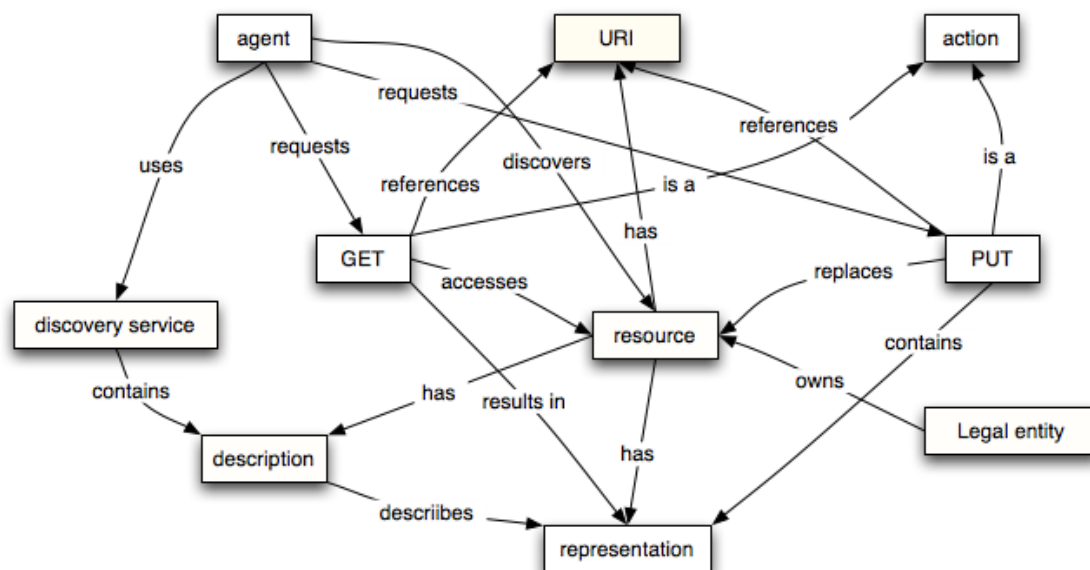 agent
URI
action
requests
references
uses
requests
discovers
is a
references
is a
has
GET
PUT
accesses
replaces
discovery service
resource
contains
contains
has
results in
owns
Legal entity
description
has
descriibes
representation